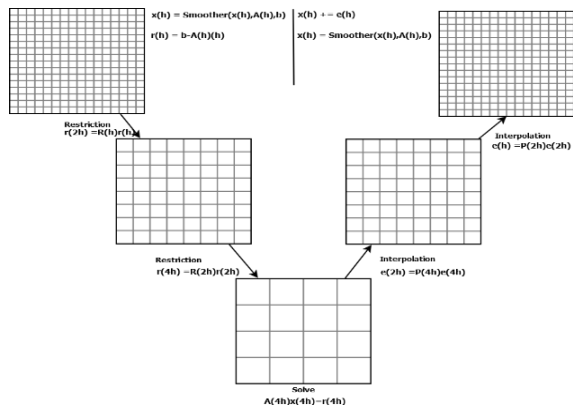 x(h) = Smoother(x(h),A(h),b)
r(h) = b-A(h)(h)
x(h) += e(h)
x(h) = Smoother(x(h),A(h),b)
Restriction
r(2h) =R(h)r(h,
Interpolation
e(h) =P(2h)e(2h)
Restriction
r(4h) =R(2h)r(2h)
Interpolation
e(2h) =P(4h)e(4h)
Solve
A(4h)x(4h)=r(4h)